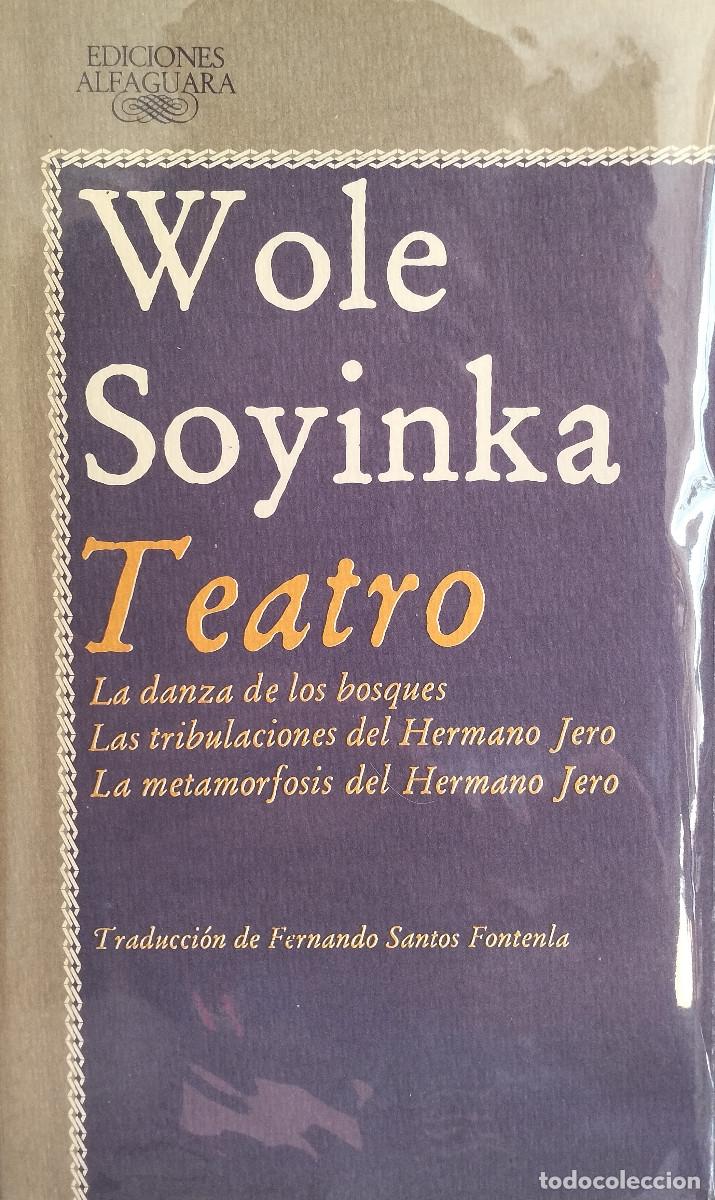 EDICIONES
ALFAGUARA
Wole
Soyinka
Teatro
La danza de los bosques
Las tribulaciones del Hermano Jero
La metamorfosis del Hermano Jero
Traducción de Fernando Santos Fontenla
todocoleccion